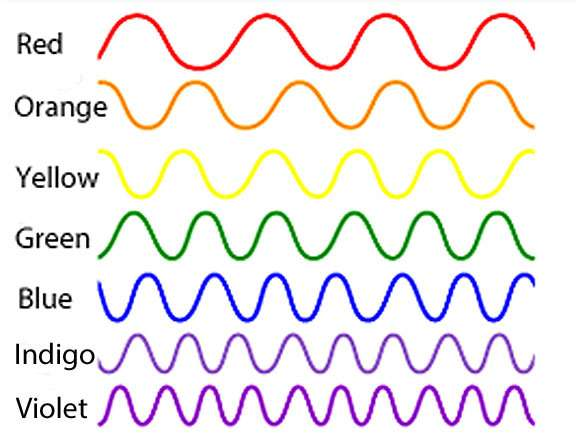 Red
Orange
Yellow
Green
Blue
Indigo
Violet